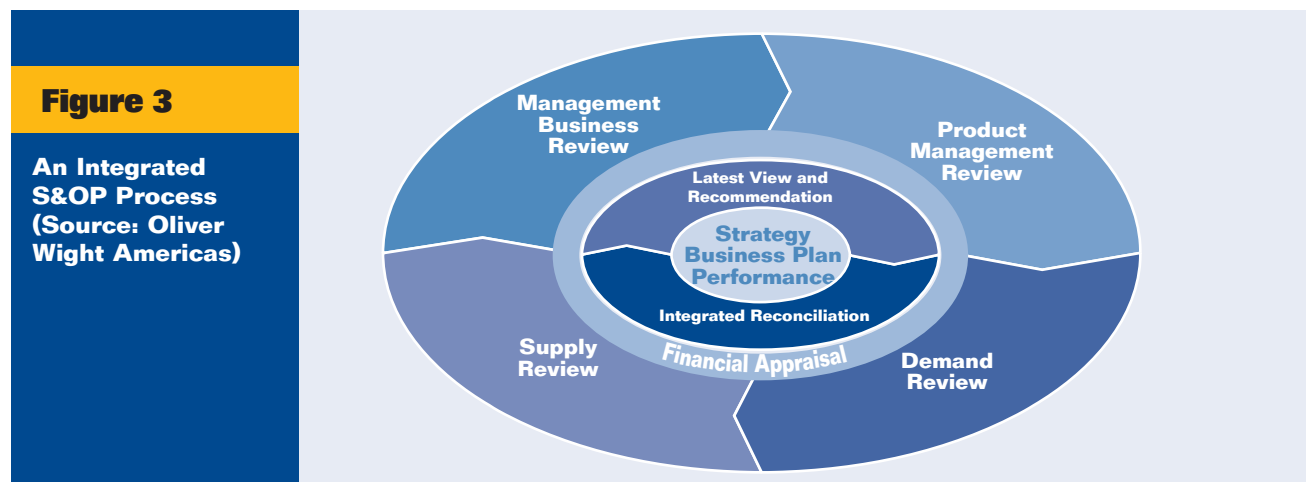 Figure 3
An Integrated
S&OP Process
(Source: Oliver
Wight Americas)
Management
Business
Review
Product
Management
Review
Latest View and
Recommendation
Strategy
Business Plan
Performance
Integrated Reconciliation
Financial Appraisal
Supply
Review
Demand
Review